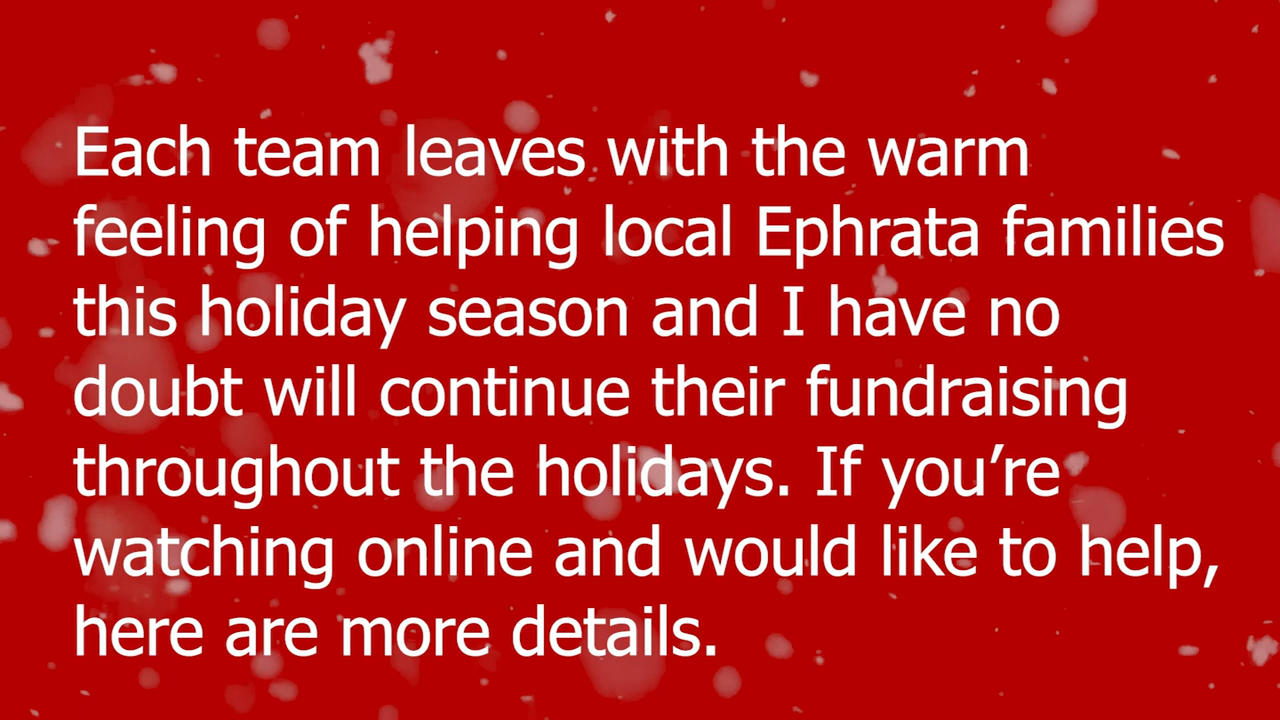 Each team leaves with the warm
feeling of helping local Ephrata families
this holiday season and I have no
doubt will continue their fundraising
throughout the holidays. If you’re
watching online and would like to help,
here are more details.